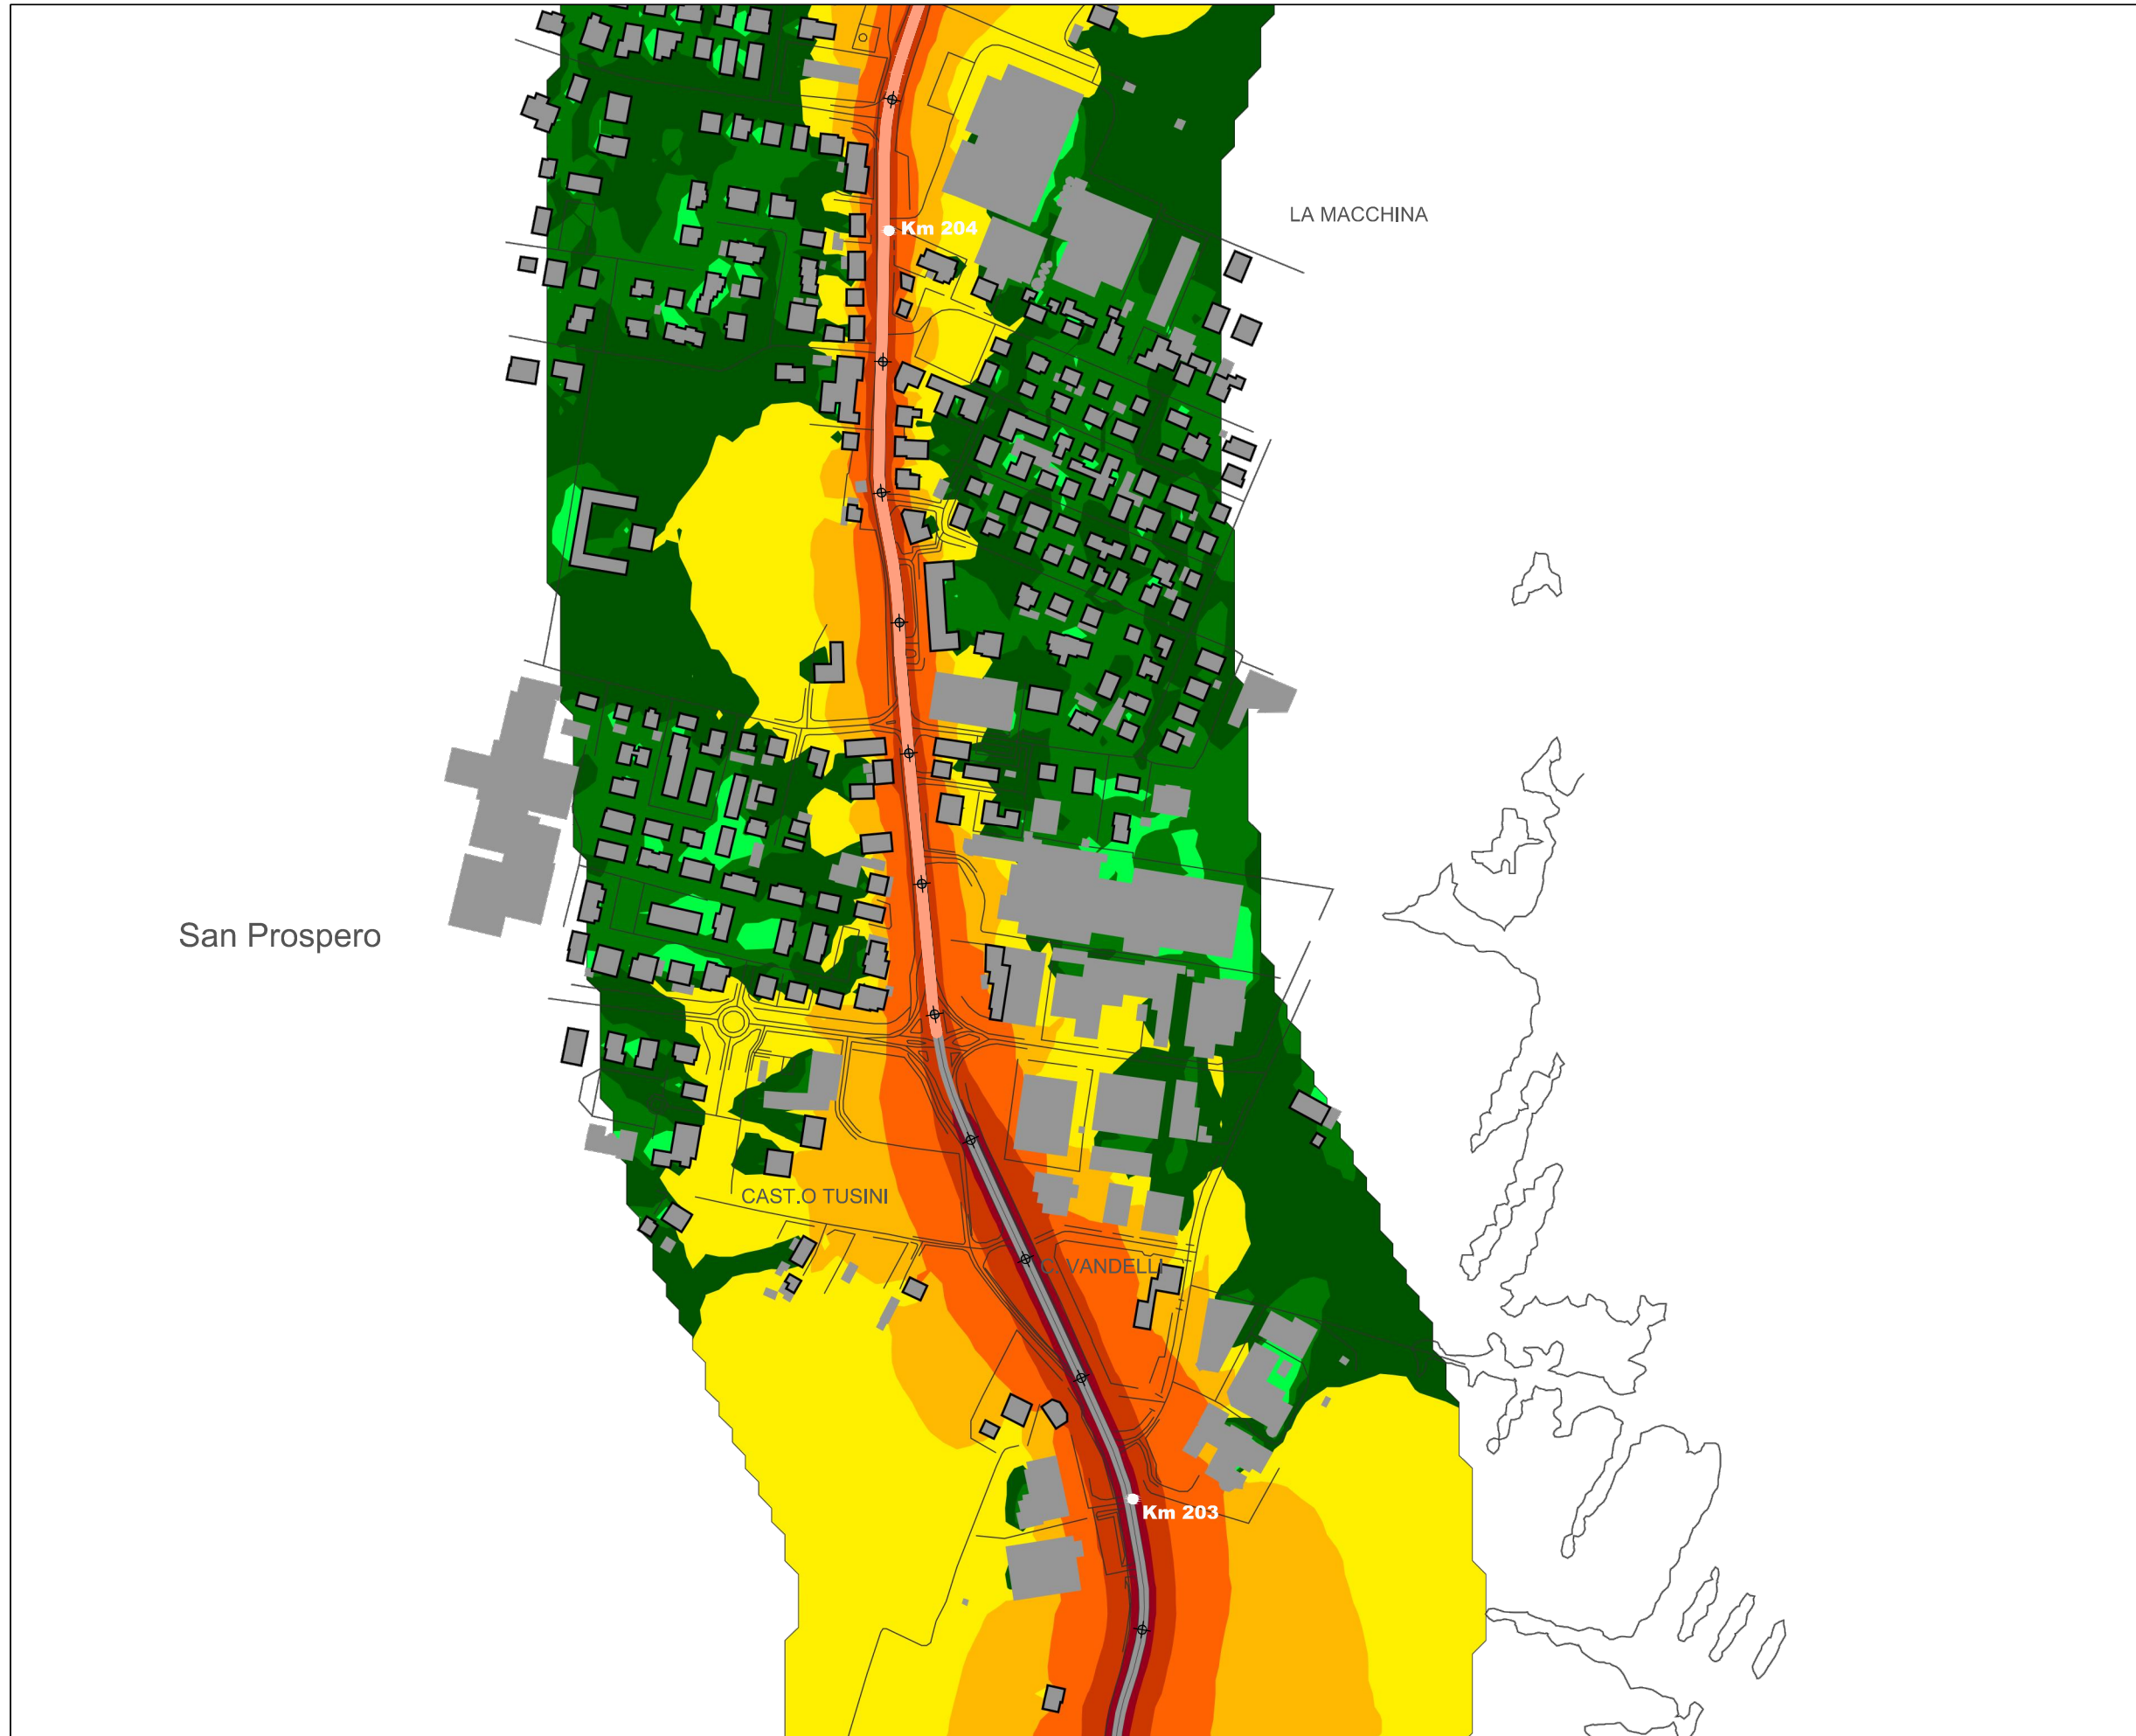 LA MACCHINA
Km 204
San Prospero
CAST.O TUSINI
C. VANDELLI
Km 203